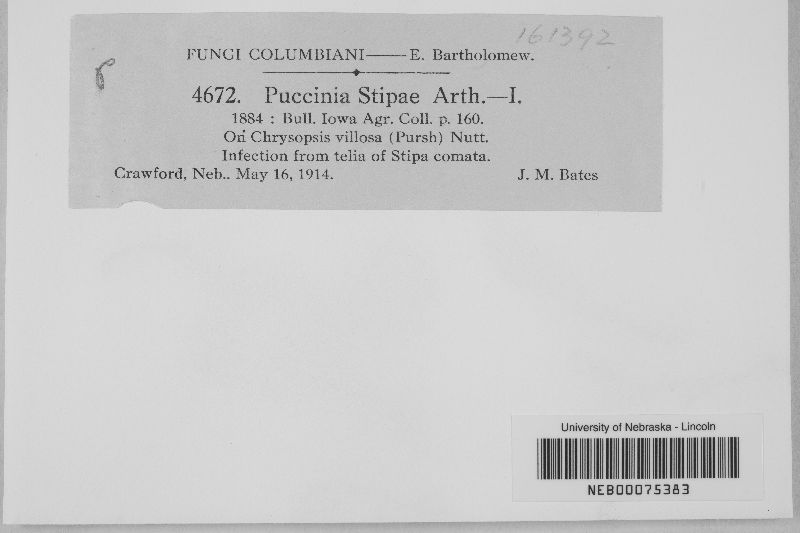 161392
FUNGI COLUMBIANI—E. Bartholomew.
4672. Puccinia Stipae Arth.—I.
1884 : Bull. Iowa Agr. Coll. p. 160.
On Chrysopsis villosa (Pursh) Nutt.
Infection from telia of Stipa comata.
Crawford, Neb.. May 16, 1914. J. M. Bates
University of Nebraska - Lincoln
NEB00075383